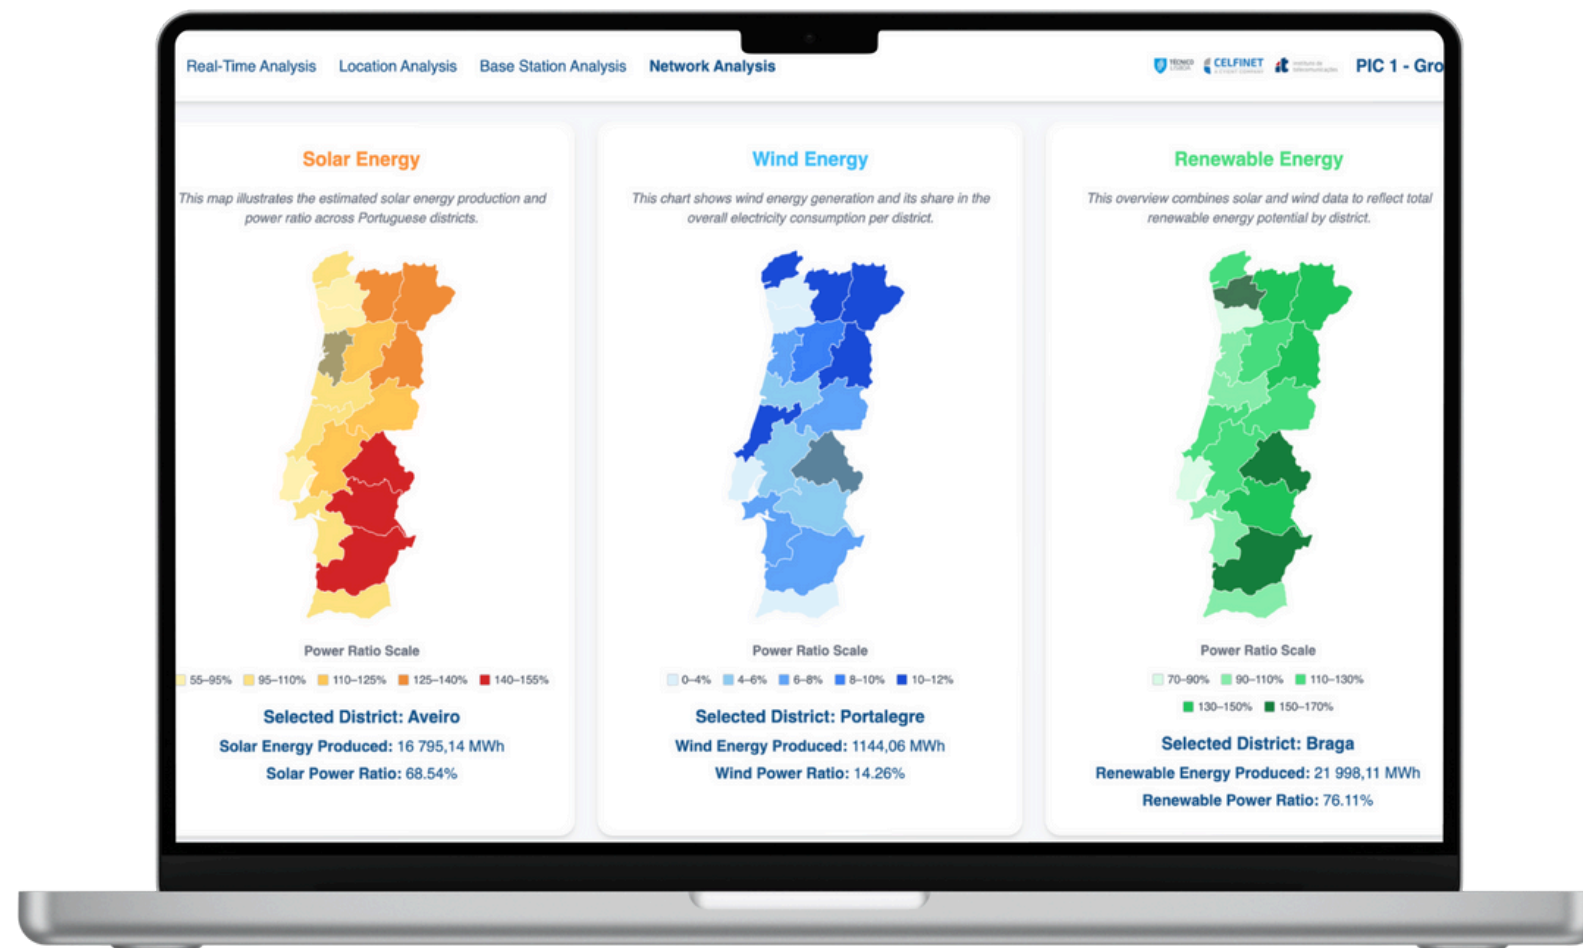 Real-Time Analysis Location Analysis Base Station Analysis Network Analysis
TÉCNICO LISBOA CELFINET instituto de telecomunicações PIC 1 - Gro
Solar Energy
This map illustrates the estimated solar energy production and
power ratio across Portuguese districts.
Power Ratio Scale
55–95% 95–110% 110–125% 125–140% 140–155%
Selected District: Aveiro
Solar Energy Produced: 16 795,14 MWh
Solar Power Ratio: 68.54%
Wind Energy
This chart shows wind energy generation and its share in the
overall electricity consumption per district.
Power Ratio Scale
0–4% 4–6% 6–8% 8–10% 10–12%
Selected District: Portalegre
Wind Energy Produced: 1144,06 MWh
Wind Power Ratio: 14.26%
Renewable Energy
This overview combines solar and wind data to reflect total
renewable energy potential by district.
Power Ratio Scale
70–90% 90–110% 110–130%
130–150% 150–170%
Selected District: Braga
Renewable Energy Produced: 21 998,11 MWh
Renewable Power Ratio: 76.11%